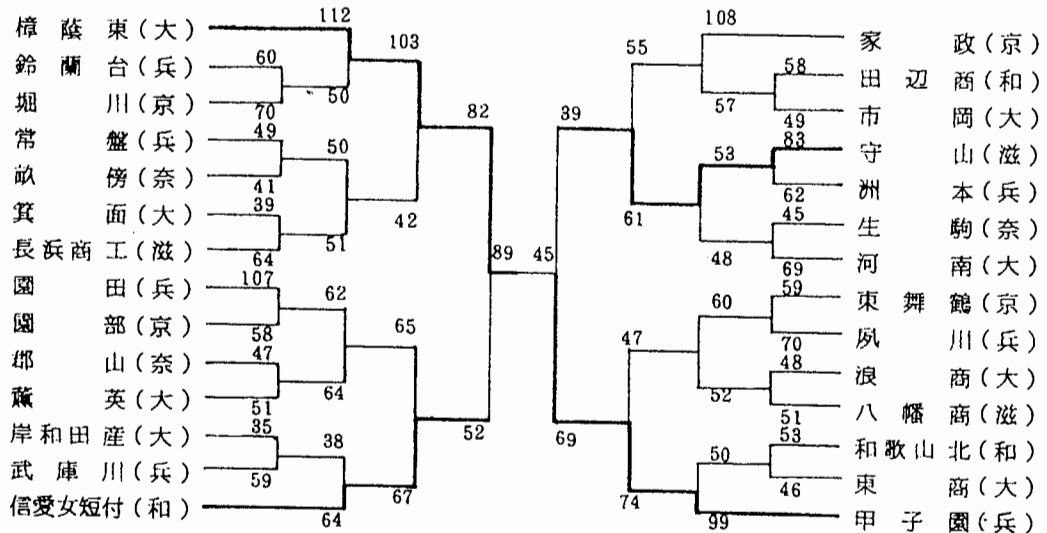 樟蔭東(大)
鈴蘭台(兵)
堀川(京)
常盤(兵)
畝傍(奈)
箕面(大)
長浜商工(滋)
園田(兵)
園部(京)
郡山(奈)
薫英(大)
岸和田産(大)
武庫川(兵)
信愛女短付(和)
112
60
70
49
41
39
64
107
58
47
51
35
59
64
50
50
51
62
64
38
103
42
65
67
82
52
89
45
39
69
55
61
47
74
108
57
53
48
60
52
50
99
58
49
83
62
45
69
59
70
48
51
53
46
家政(京)
田辺商(和)
市岡(大)
守山(滋)
洲本(兵)
生駒(奈)
河南(大)
東舞鶴(京)
夙川(兵)
浪商(大)
八幡商(滋)
和歌山北(和)
東商(大)
甲子園(兵)